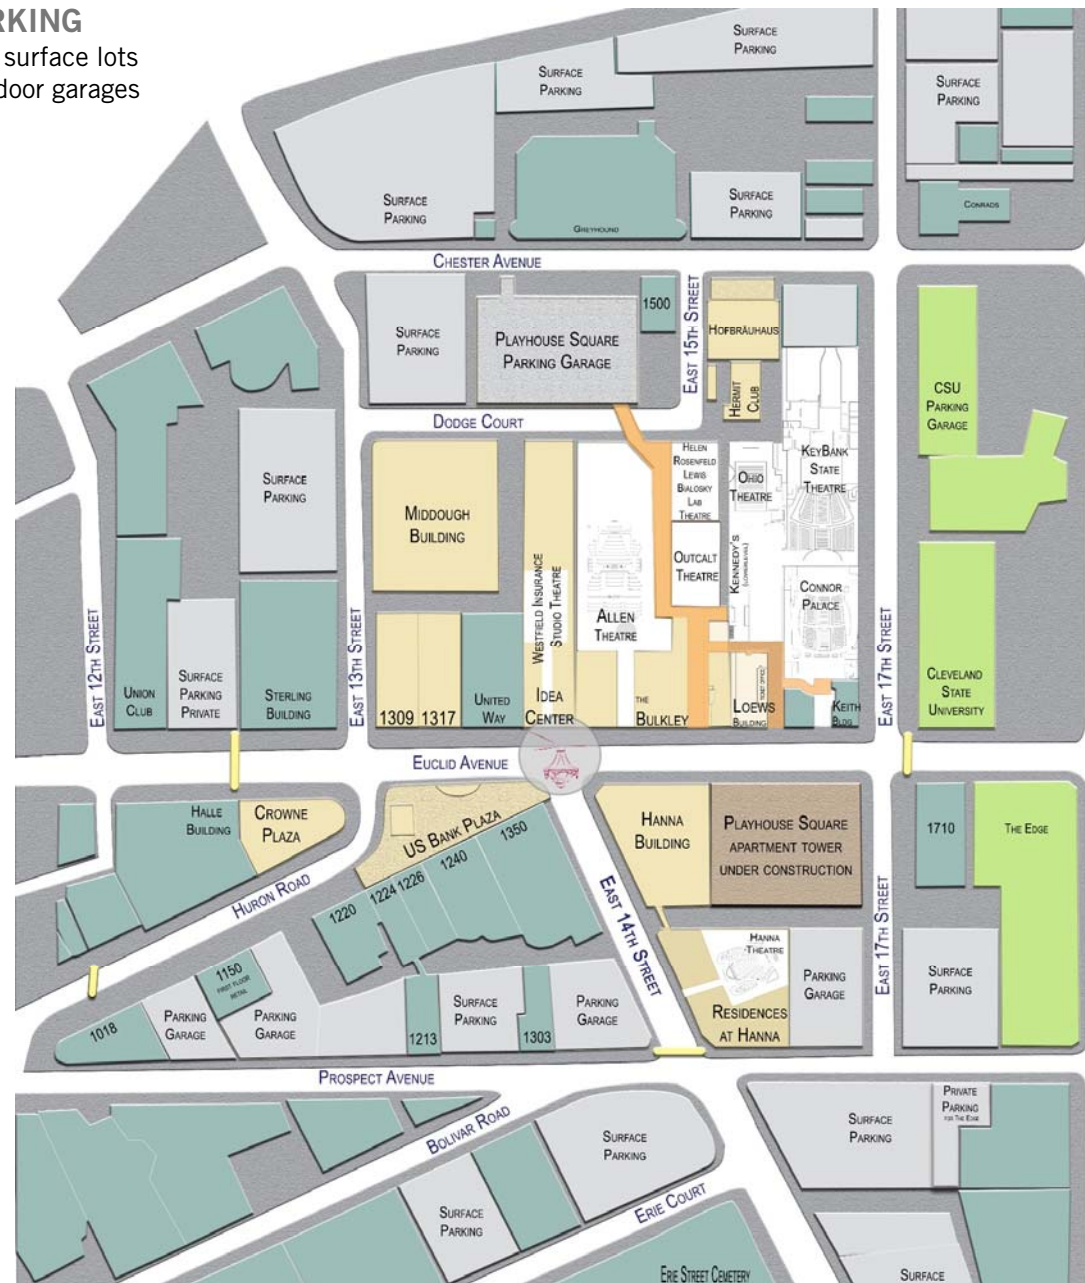 RKING
surface lots
door garages
SURFACE
PARKING
SURFACE
PARKING
SURFACE
PARKING
SURFACE
PARKING
SURFACE
PARKING
GREYHOUND
CONRADS
CHESTER AVENUE
SURFACE
PARKING
PLAYHOUSE SQUARE
PARKING GARAGE
1500
EAST 15TH STREET
HOFBRÄUHAUS
HERMIT
CLUB
CSU
PARKING
GARAGE
DODGE COURT
SURFACE
PARKING
MIDDOUGH
BUILDING
HELEN
ROSENFELD
LEWIS
BIALOSKY
LAB
THEATRE
OHIO
THEATRE
KEYBANK
STATE
THEATRE
OUTCALT
THEATRE
KENNEDY'S
(LOWER LEVEL)
CONNOR
PALACE
WESTFIELD INSURANCE
STUDIO THEATRE
ALLEN
THEATRE
EAST 12TH STREET
EAST 13TH STREET
EAST 17TH STREET
UNION
CLUB
SURFACE
PARKING
PRIVATE
STERLING
BUILDING
1309
1317
UNITED
WAY
IDEA
CENTER
THE
BULKLEY
LOEWS
BUILDING
TICKET OFFICE
KEITH
BLDG
CLEVELAND
STATE
UNIVERSITY
EUCLID AVENUE
HALLE
BUILDING
CROWNE
PLAZA
US BANK PLAZA
HANNA
BUILDING
PLAYHOUSE SQUARE
APARTMENT TOWER
UNDER CONSTRUCTION
1710
THE EDGE
1220
1224
1226
1240
1350
HURON ROAD
EAST 14TH STREET
EAST 17TH STREET
HANNA
THEATRE
PARKING
GARAGE
RESIDENCES
AT HANNA
SURFACE
PARKING
1150
FIRST FLOOR
RETAIL
1018
PARKING
GARAGE
PARKING
GARAGE
1213
SURFACE
PARKING
1303
PARKING
GARAGE
PROSPECT AVENUE
BOLIVAR ROAD
SURFACE
PARKING
SURFACE
PARKING
PRIVATE
PARKING
FOR THE EDGE
SURFACE
PARKING
ERIE COURT
ERIE STREET CEMETERY
SURFACE